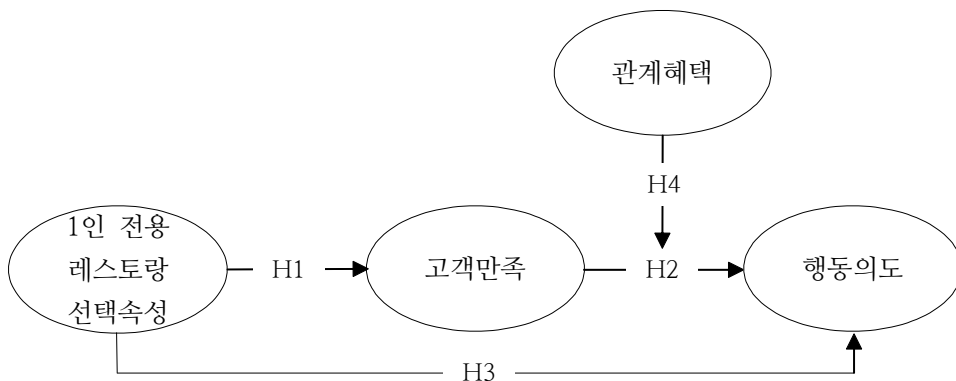 관계혜택
H4
1인 전용
레스토랑
선택속성
H1
고객만족
H2
행동의도
H3